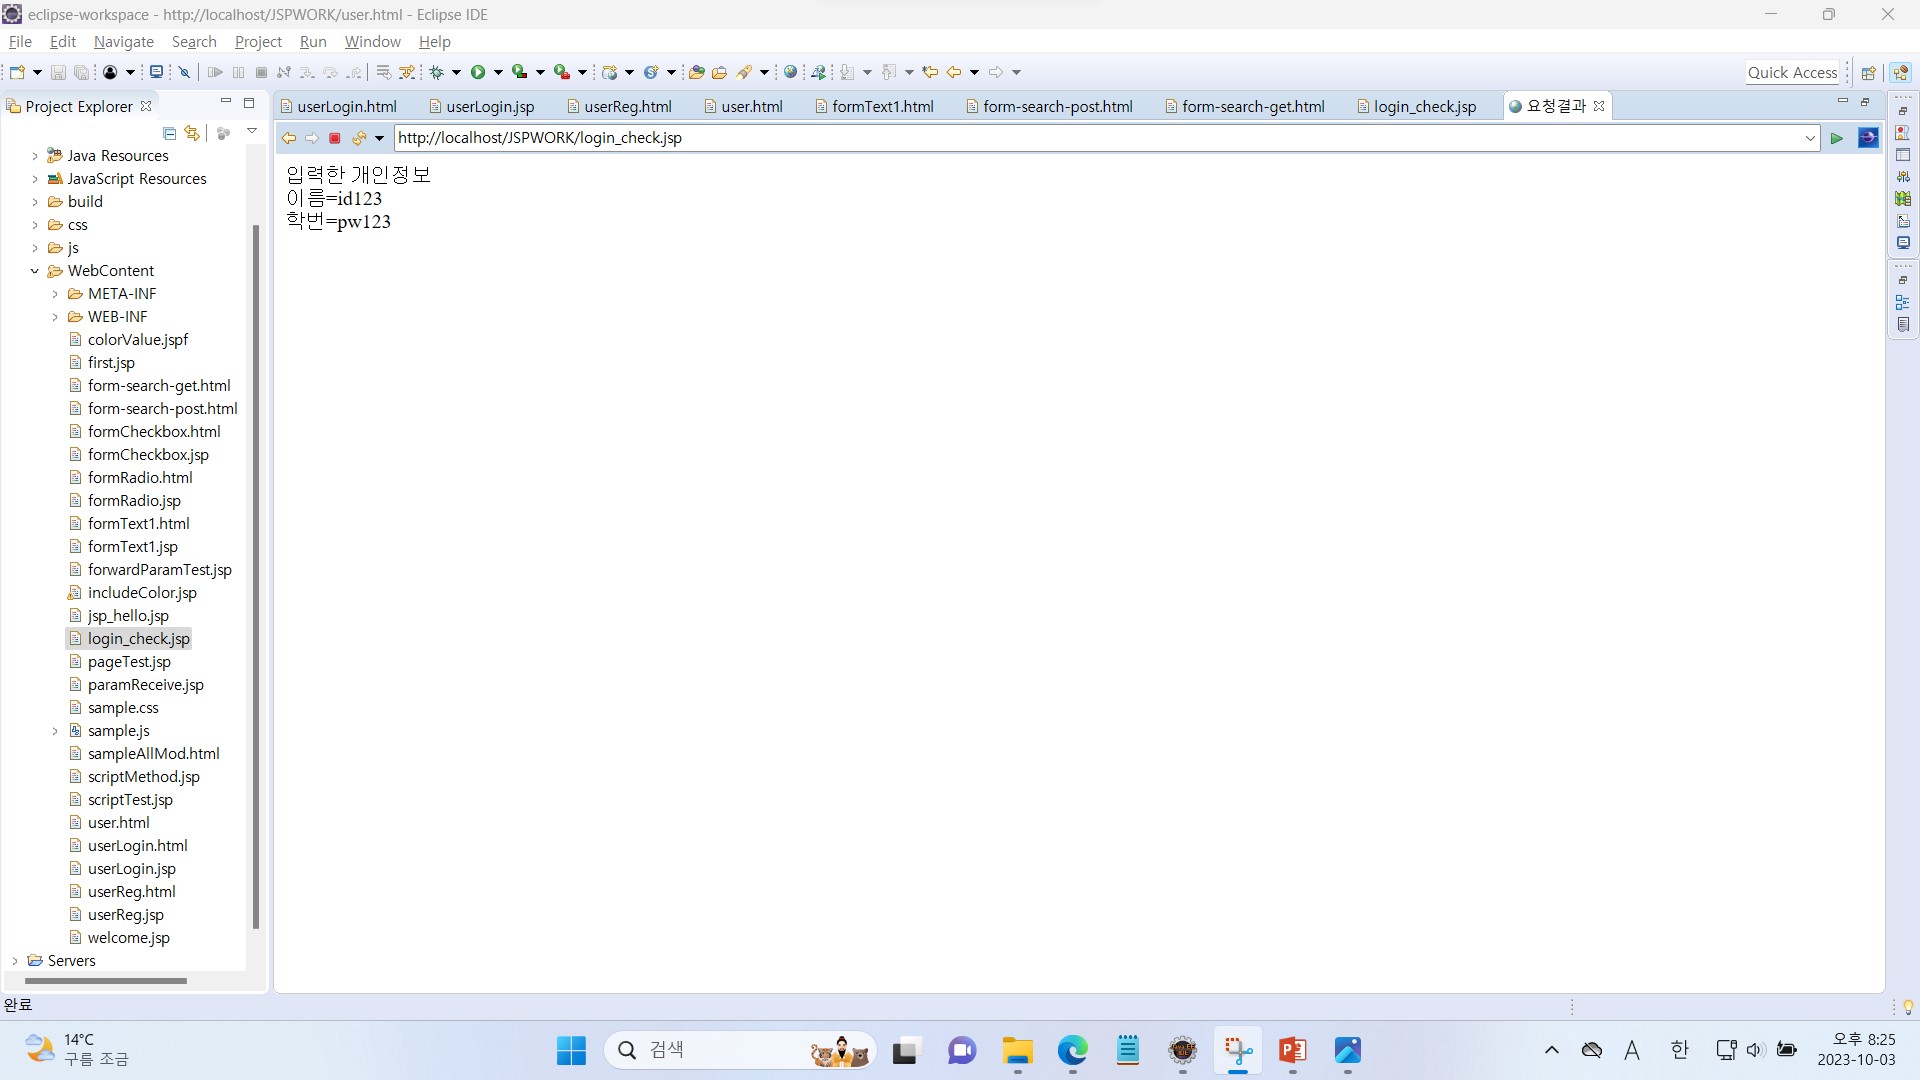 eclipse-workspace - http://localhost/JSPWORK/user.html - Eclipse IDE
File Edit Navigate Search Project Run Window Help
Quick Access
Project Explorer
userLogin.html userLogin.jsp userReg.html user.html formText1.html form-search-post.html form-search-get.html login_check.jsp 요청결과
http://localhost/JSPWORK/login_check.jsp
Java Resources
JavaScript Resources
build
css
js
WebContent
META-INF
WEB-INF
colorValue.jspf
first.jsp
form-search-get.html
form-search-post.html
formCheckbox.html
formCheckbox.jsp
formRadio.html
formRadio.jsp
formText1.html
formText1.jsp
forwardParamTest.jsp
includeColor.jsp
jsp_hello.jsp
login_check.jsp
pageTest.jsp
paramReceive.jsp
sample.css
sample.js
sampleAllMod.html
scriptMethod.jsp
scriptTest.jsp
user.html
userLogin.html
userLogin.jsp
userReg.html
userReg.jsp
welcome.jsp
Servers
입력한 개인정보
이름=id123
학번=pw123
완료
14°C
구름 조금
검색
A 한
오후 8:25
2023-10-03